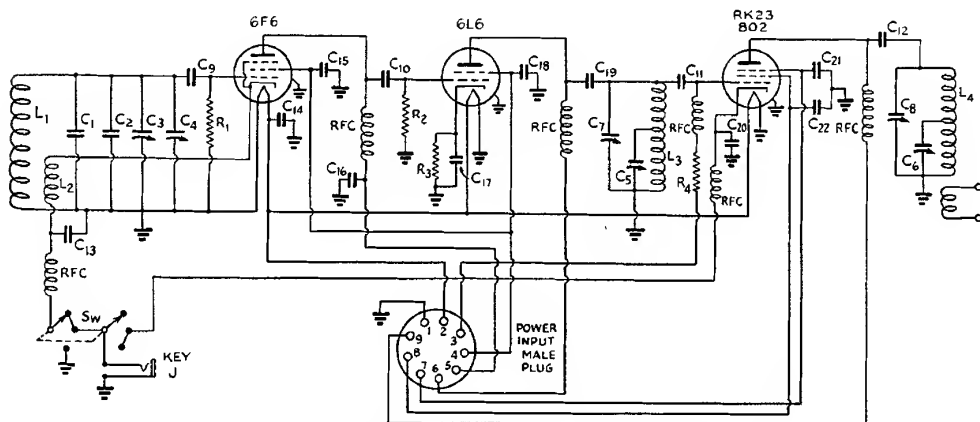 6F6
6L6
RK23
802
C12
C9
C15
C10
C18
C19
C11
C21
L1
C1
C2
C3
C4
R1
C14
RFC
R2
C7
L3
RFC
C20
C22
RFC
C8
L4
L2
C16
R3
C17
RFC
C5
R4
RFC
C6
C13
RFC
SW
KEY
J
1
2
3
4
5
6
7
8
9
POWER
INPUT
MALE
PLUG